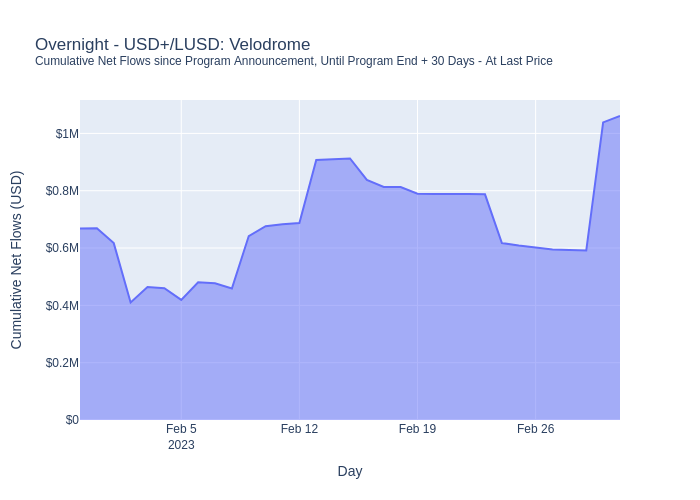 Overnight - USD+/LUSD: Velodrome
Cumulative Net Flows since Program Announcement, Until Program End + 30 Days - At Last Price
Cumulative Net Flows (USD)
$1M
$0.8M
$0.6M
$0.4M
$0.2M
$0
Feb 5
2023
Feb 12
Feb 19
Feb 26
Day